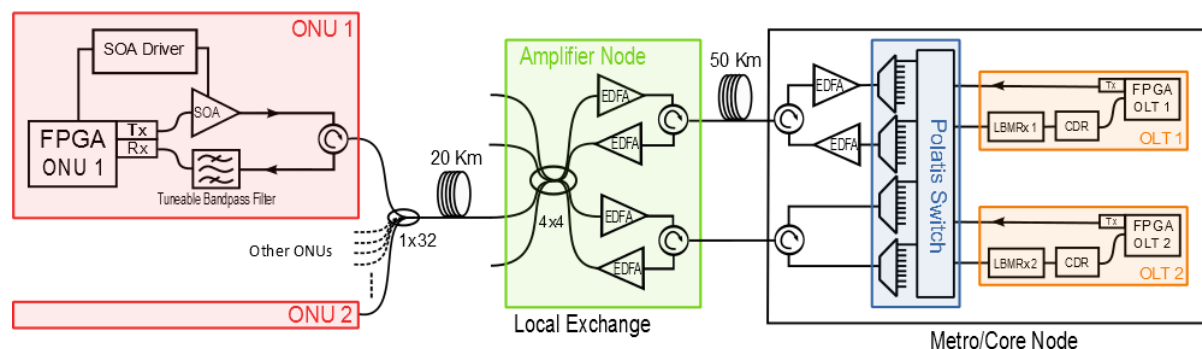 ONU 1
SOA Driver
SOA
FPGA
ONU 1
Tx
Rx
Tuneable Bandpass Filter
Other ONUs
ONU 2
1x32
20 Km
Amplifier Node
EDFA
EDFA
4x4
EDFA
EDFA
Local Exchange
50 Km
EDFA
EDFA
Polatis Switch
Tx
FPGA
OLT 1
LBMRx1
CDR
OLT 1
Tx
FPGA
OLT 2
LBMRx2
CDR
OLT 2
Metro/Core Node